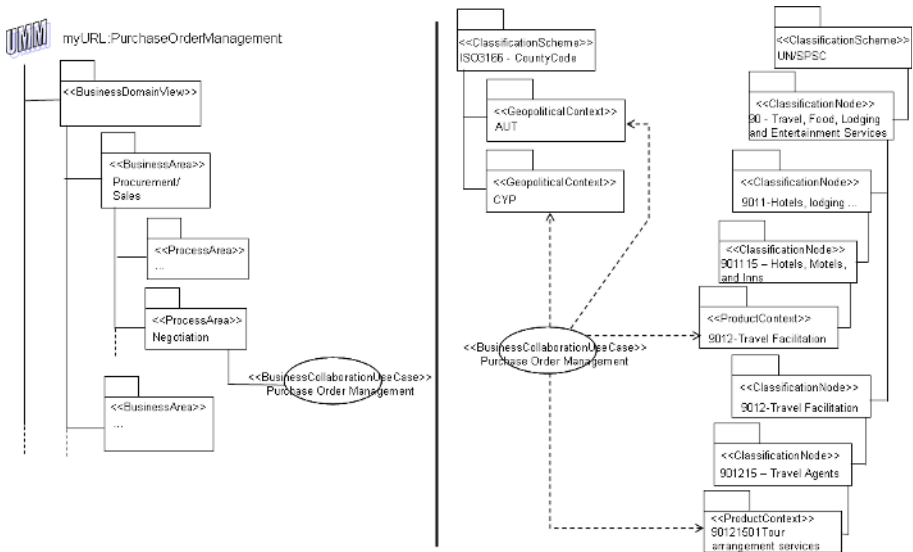 UMM
myURL:PurchaseOrderManagement
<<BusinessDomainView>>
<<BusinessArea>>
Procurement/
Sales
<<ProcessArea>>
...
<<ProcessArea>>
Negotiation
<<BusinessCollaborationUseCase>>
Purchase Order Management
<<BusinessArea>>
...
<<ClassificationScheme>>
ISO3166 - CountyCode
<<GeopoliticalContext>>
AUT
<<GeopoliticalContext>>
CYP
<<BusinessCollaborationUseCase>>
Purchase Order Management
<<ClassificationScheme>>
UN/SPSC
<<ClassificationNode>>
90 - Travel, Food, Lodging
and Entertainment Services
<<ClassificationNode>>
9011-Hotels, lodging ...
<<ClassificationNode>>
901115 – Hotels, Motels,
and Inns
<<ProductContext>>
9012-Travel Facilitation
<<ClassificationNode>>
9012-Travel Facilitation
<<ClassificationNode>>
901215 – Travel Agents
<<ProductContext>>
90121501Tour
arrangement services